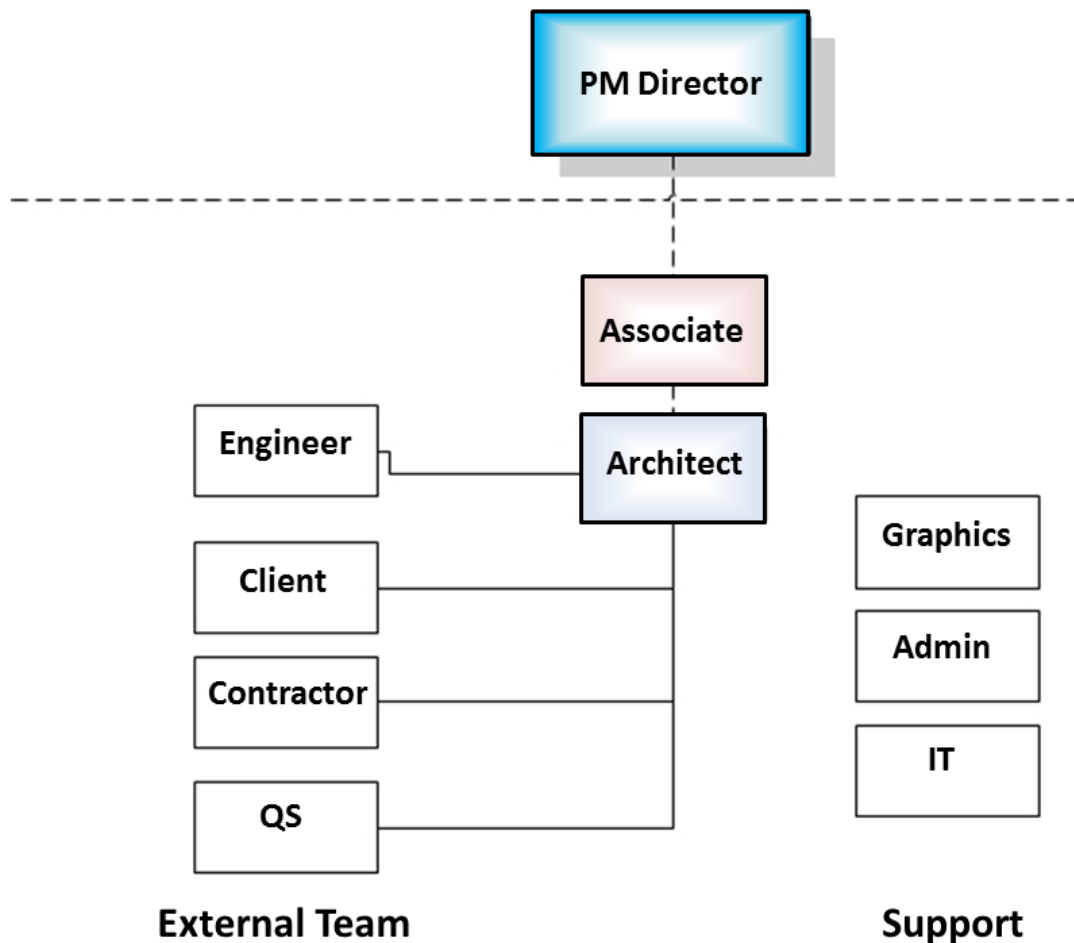 PM Director
Associate
Engineer
Architect
Client
Contractor
QS
External Team
Graphics
Admin
IT
Support